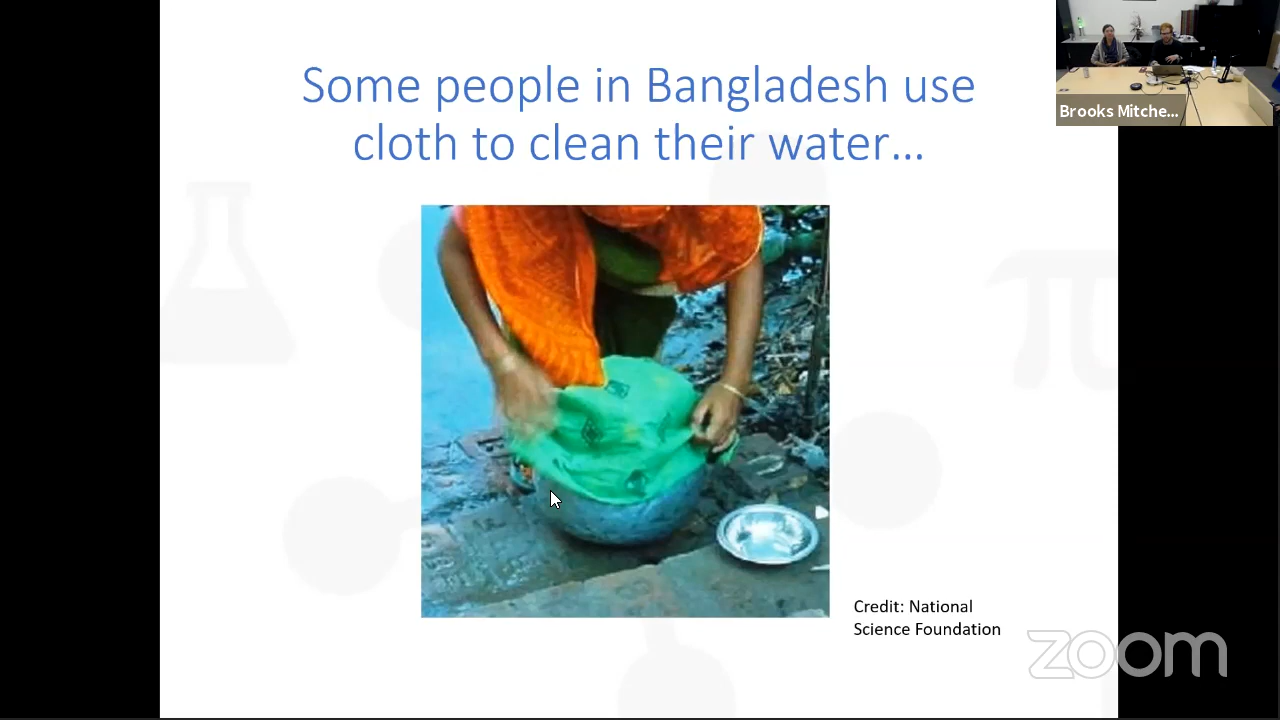 Some people in Bangladesh use
cloth to clean their water…
Brooks Mitche...
Credit: National
Science Foundation
zoom